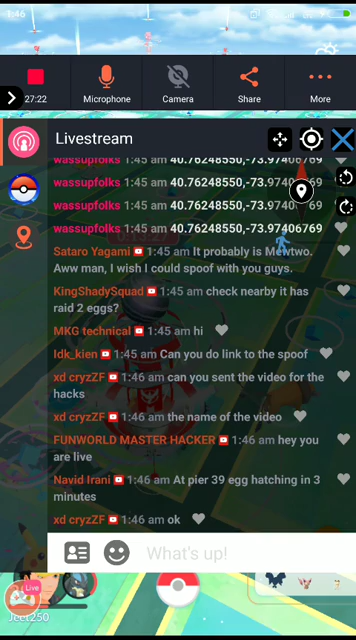 1:46
27:22
Microphone
Camera
Share
More
Livestream
wassupfolks 1:45 am 40.76248550,-73.97406769
wassupfolks 1:45 am 40.76248550,-73.97406769
wassupfolks 1:45 am 40.76248550,-73.97406769
wassupfolks 1:45 am 40.76248550,-73.97406769
Sataro Yagami 1:45 am It probably is Mewtwo.
Aww man, I wish I could spoof with you guys.
KingShadySquad 1:45 am check nearby it has
raid 2 eggs?
MKG technical 1:45 am hi
Idk_kien 1:45 am Can you do link to the spoof
xd cryzZF 1:45 am can you sent the video for the
hacks
xd cryzZF 1:46 am the name of the video
FUNWORLD MASTER HACKER 1:46 am hey you
are live
Navid Irani 1:46 am At pier 39 egg hatching in 3
minutes
xd cryzZF 1:46 am ok
What's up!
Live
Jeet250